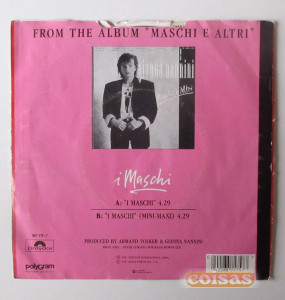 FROM THE ALBUM "MASCHI E ALTRI"
GIANNA NANNINI
i Maschi
A: "I MASCHI" 4.29
B: "I MASCHI" (MINI-MAXI) 4.29
PRODUCED BY ARMAND VOLKER & GIANNA NANNINI
polydor
polygram
coisas